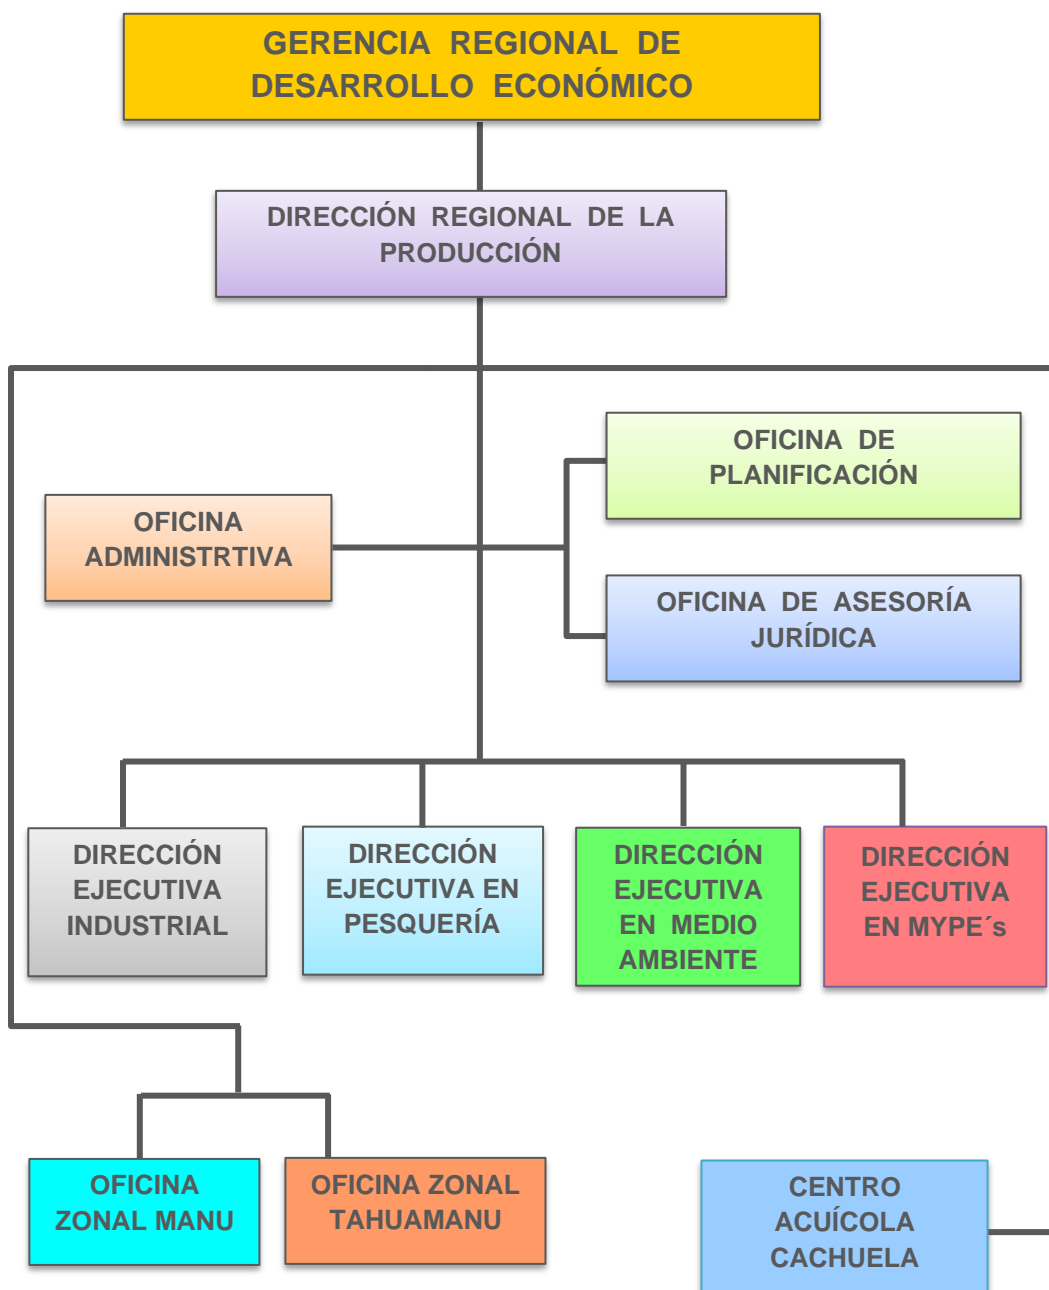 GERENCIA REGIONAL DE
DESARROLLO ECONÓMICO
DIRECCIÓN REGIONAL DE LA
PRODUCCIÓN
OFICINA DE
PLANIFICACIÓN
OFICINA
ADMINISTRTIVA
OFICINA DE ASESORÍA
JURÍDICA
DIRECCIÓN
EJECUTIVA
INDUSTRIAL
DIRECCIÓN
EJECUTIVA EN
PESQUERÍA
DIRECCIÓN
EJECUTIVA
EN MEDIO
AMBIENTE
DIRECCIÓN
EJECUTIVA
EN MYPE´s
OFICINA
ZONAL MANU
OFICINA ZONAL
TAHUAMANU
CENTRO
ACUÍCOLA
CACHUELA